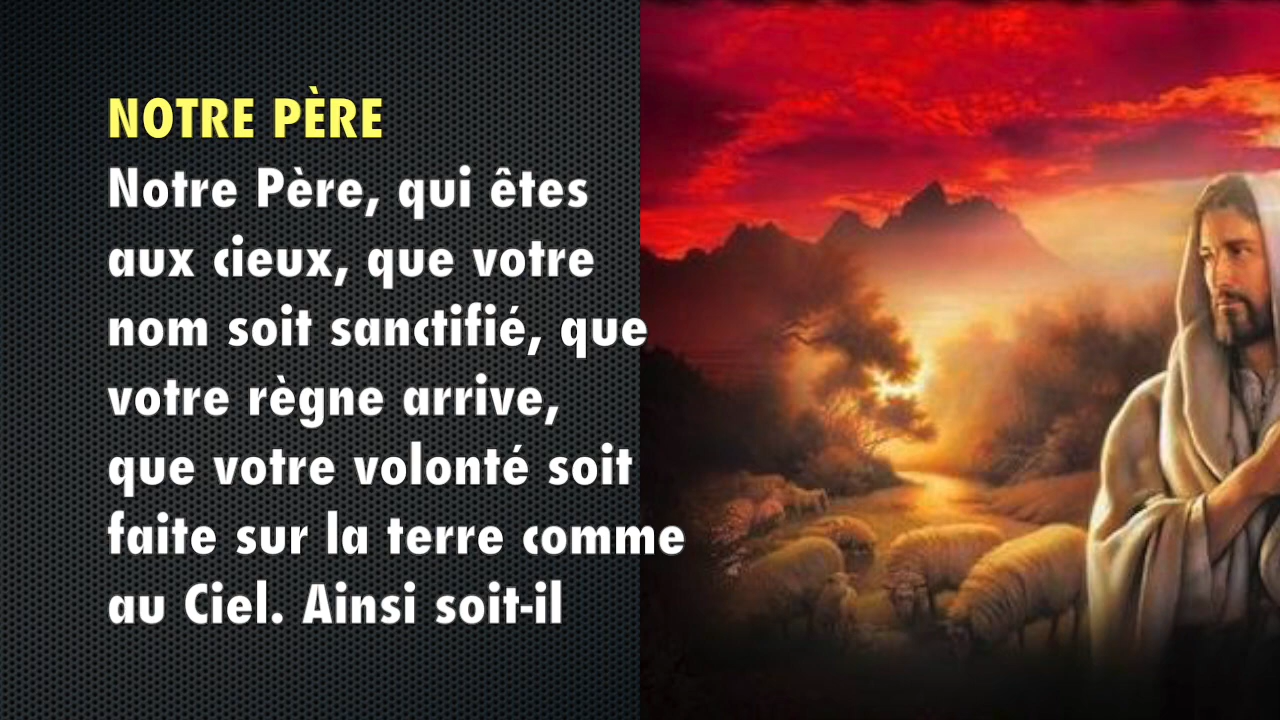 NOTRE PÈRE
Notre Père, qui êtes
aux cieux, que votre
nom soit sanctifié, que
votre règne arrive,
que votre volonté soit
faite sur la terre comme
au Ciel. Ainsi soit-il